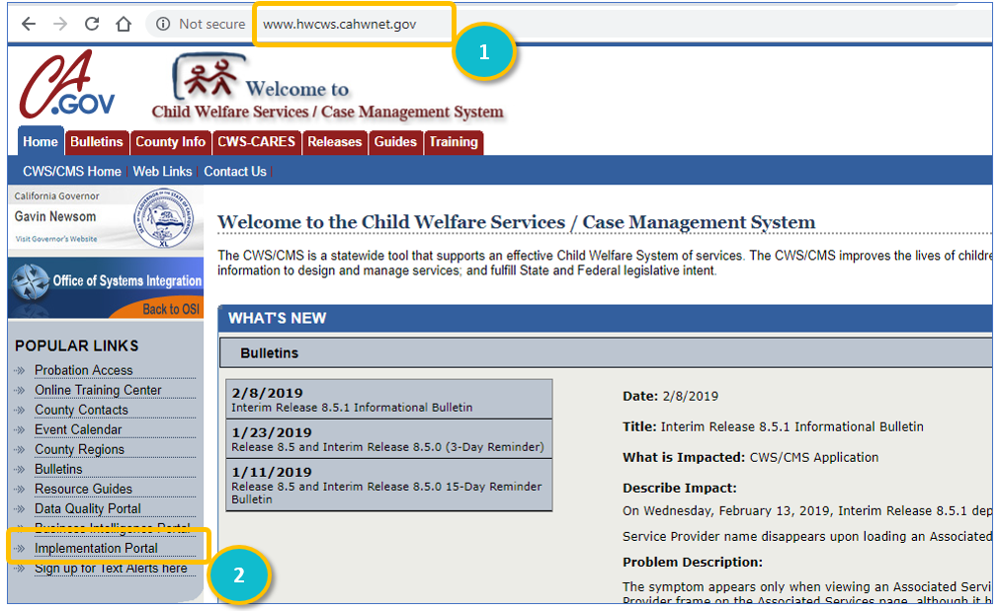 Not secure www.hwcws.cahwnet.gov
1
CA
.GOV
Welcome to
Child Welfare Services / Case Management System
Home Bulletins County Info CWS-CARES Releases Guides Training
CWS/CMS Home Web Links Contact Us
California Governor
Gavin Newsom
Visit Governor's Website
Office of Systems Integration
Back to OSI
POPULAR LINKS
Probation Access
Online Training Center
County Contacts
Event Calendar
County Regions
Bulletins
Resource Guides
Data Quality Portal
Business Intelligence Portal
Implementation Portal
Sign up for Text Alerts here
2
Welcome to the Child Welfare Services / Case Management System
The CWS/CMS is a statewide tool that supports an effective Child Welfare System of services. The CWS/CMS improves the lives of childre
information to design and manage services; and fulfill State and Federal legislative intent.
WHAT'S NEW
Bulletins
2/8/2019
Interim Release 8.5.1 Informational Bulletin
1/23/2019
Release 8.5 and Interim Release 8.5.0 (3-Day Reminder)
1/11/2019
Release 8.5 and Interim Release 8.5.0 15-Day Reminder
Bulletin
Date: 2/8/2019
Title: Interim Release 8.5.1 Informational Bulletin
What is Impacted: CWS/CMS Application
Describe Impact:
On Wednesday, February 13, 2019, Interim Release 8.5.1 dep
Service Provider name disappears upon loading an Associated
Problem Description:
The symptom appears only when viewing an Associated Servi
Provider frame on the Associated Services page, although it h